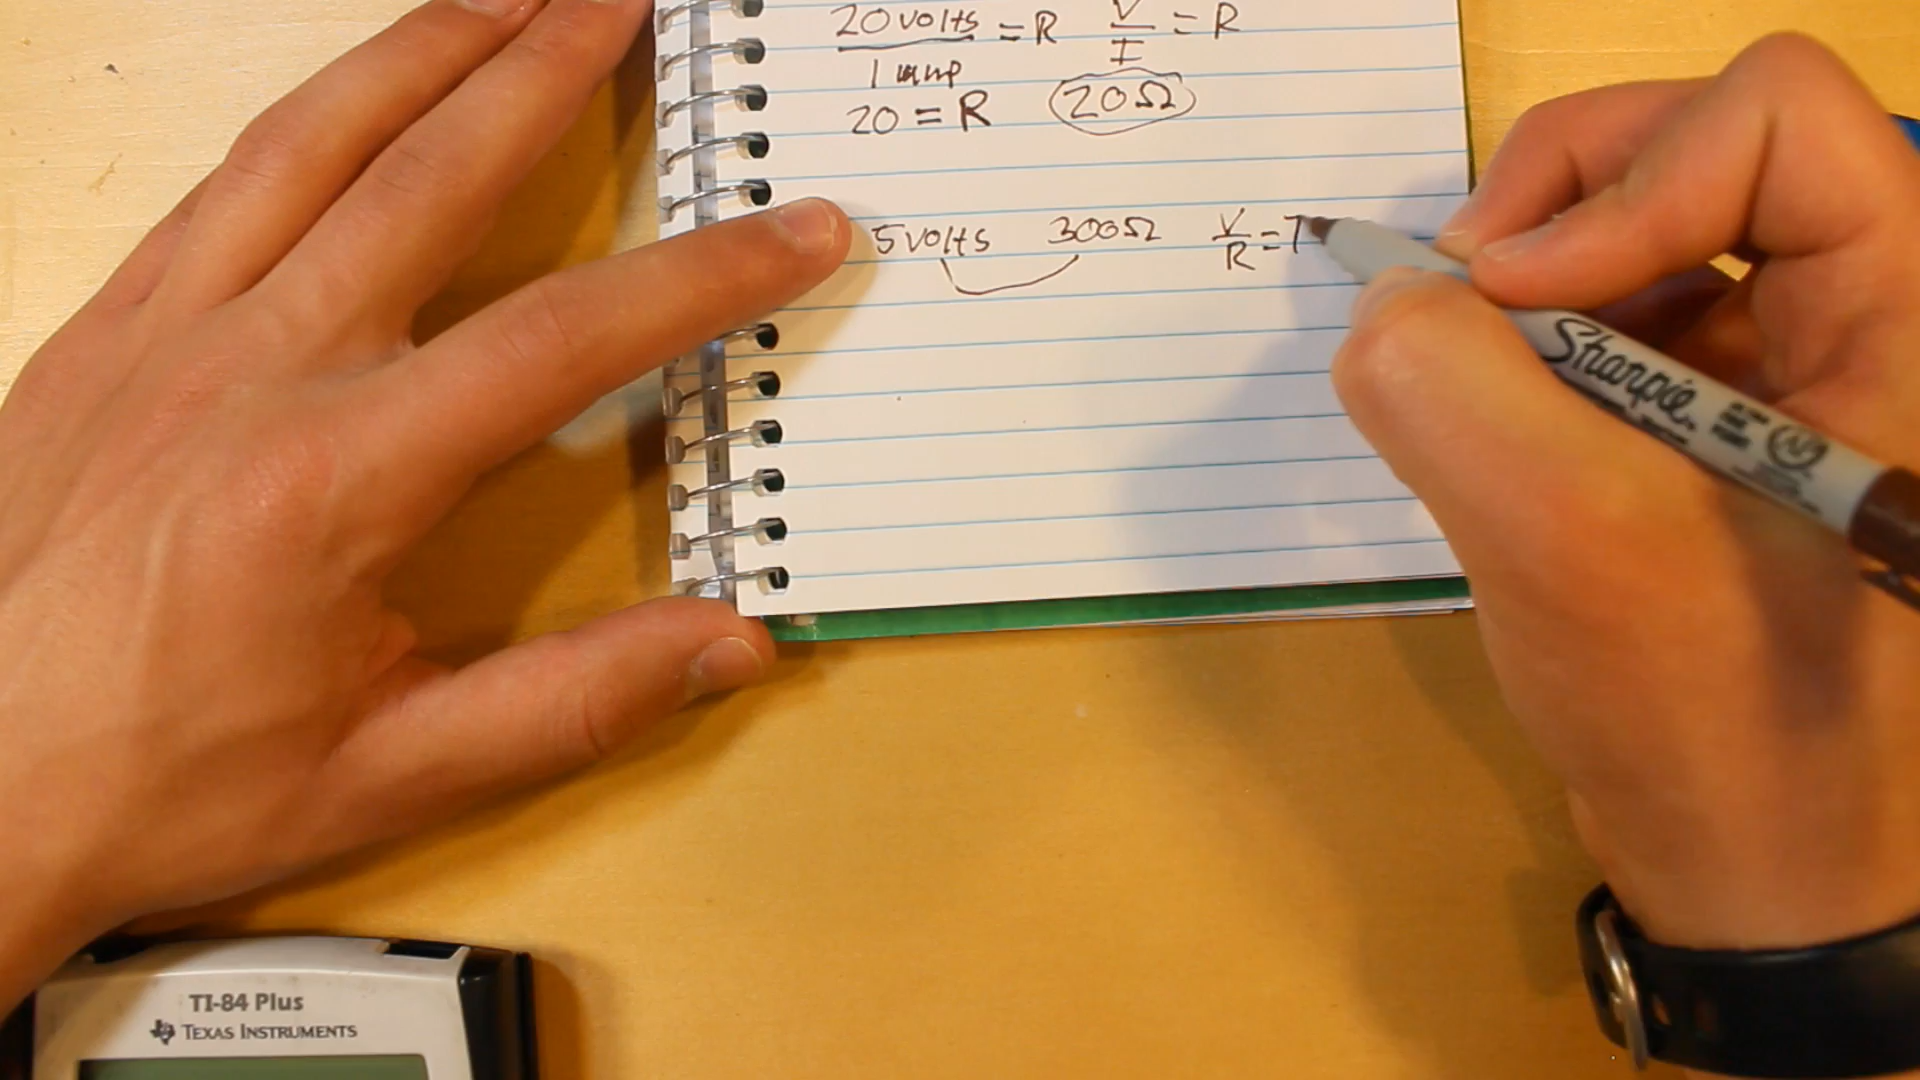 20 volts = R V/I = R
1 amp
20 = R 20Ω
5 volts 300Ω V/R = I
Sharpie
TI-84 Plus
TEXAS INSTRUMENTS